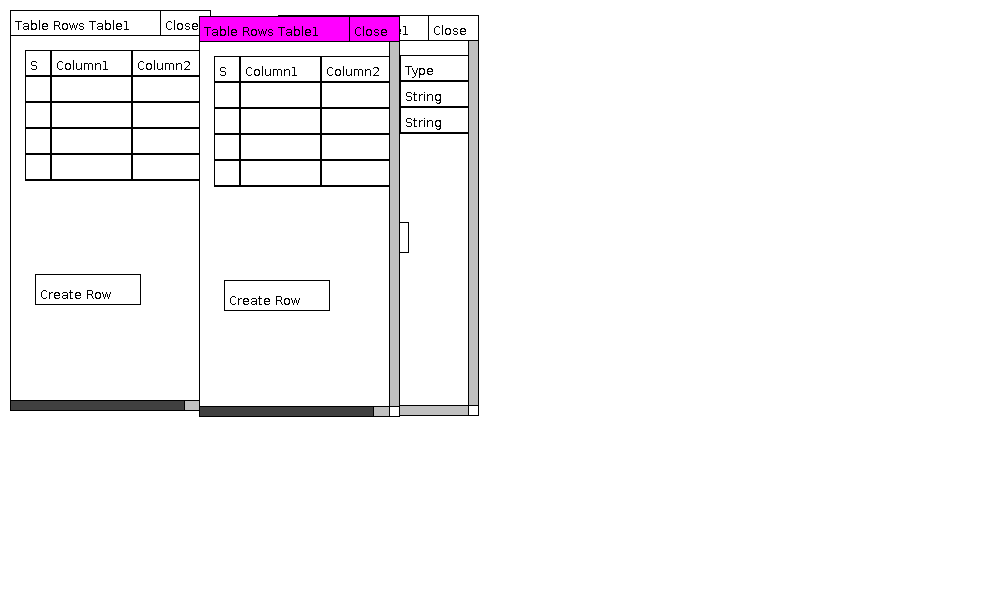 Table Rows Table1 Close
S Column1 Column2
Create Row
Table Rows Table1 Close
S Column1 Column2
Create Row
Close
Type
String
String